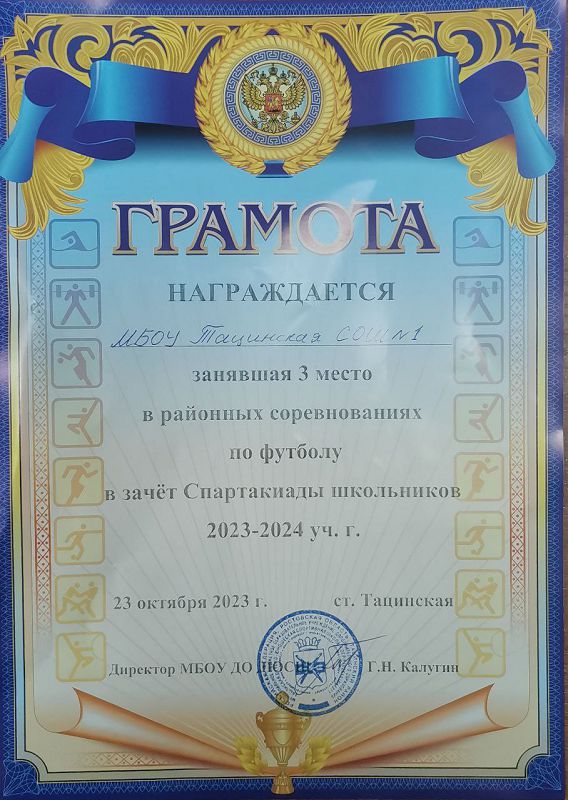 ГРАМОТА
НАГРАЖДАЕТСЯ
МБОУ Тацинская СОШ №1
занявшая 3 место
в районных соревнованиях
по футболу
в зачёт Спартакиады школьников
2023-2024 уч. г.
23 октября 2023 г. ст. Тацинская
Директор МБОУ ДО ДЮСШ Г.Н. Калугин